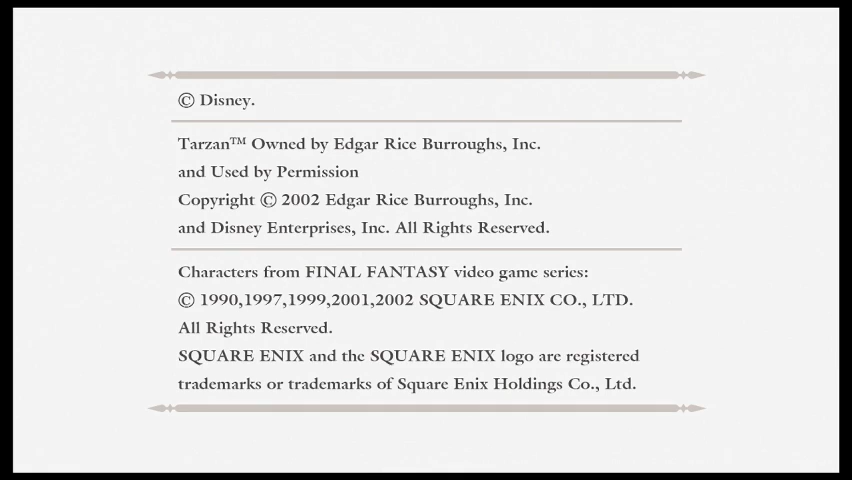 © Disney.
Tarzan™ Owned by Edgar Rice Burroughs, Inc.
and Used by Permission
Copyright © 2002 Edgar Rice Burroughs, Inc.
and Disney Enterprises, Inc. All Rights Reserved.
Characters from FINAL FANTASY video game series:
© 1990,1997,1999,2001,2002 SQUARE ENIX CO., LTD.
All Rights Reserved.
SQUARE ENIX and the SQUARE ENIX logo are registered
trademarks or trademarks of Square Enix Holdings Co., Ltd.